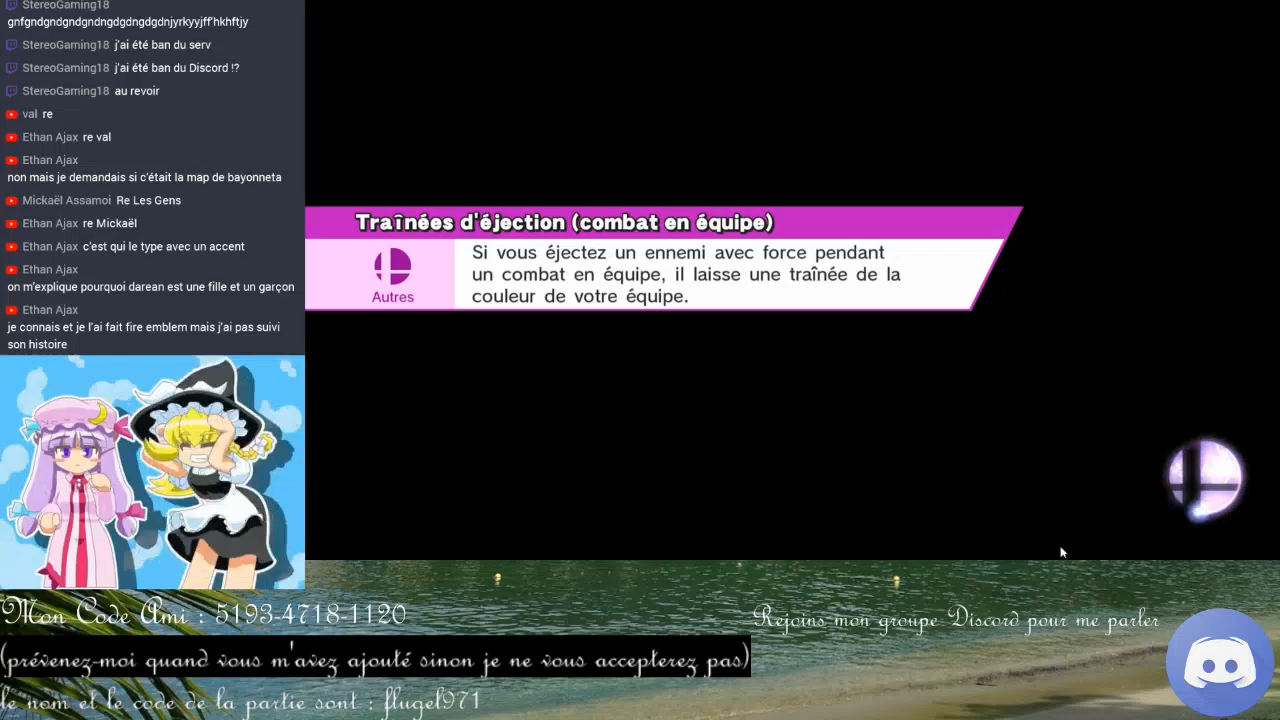 StereoGaming18
gnfgndgndgndgndngdgdngdgdnjyrkyyjff'hkhftjy
StereoGaming18 j'ai été ban du serv
StereoGaming18 j'ai été ban du Discord !?
StereoGaming18 au revoir
val re
Ethan Ajax re val
Ethan Ajax
non mais je demandais si c'était la map de bayonneta
Mickaël Assamoi Re Les Gens
Ethan Ajax re Mickaël
Ethan Ajax c'est qui le type avec un accent
Ethan Ajax
on m'explique pourquoi darean est une fille et un garçon
Ethan Ajax
je connais et je l'ai fait fire emblem mais j'ai pas suivi
son histoire
Traînées d'éjection (combat en équipe)
Autres
Si vous éjectez un ennemi avec force pendant
un combat en équipe, il laisse une traînée de la
couleur de votre équipe.
Mon Code Ami : 5193-4718-1120
(prévenez-moi quand vous m'avez ajouté sinon je ne vous accepterez pas)
le nom et le code de la partie sont : flugel971
Rejoins mon groupe Discord pour me parler